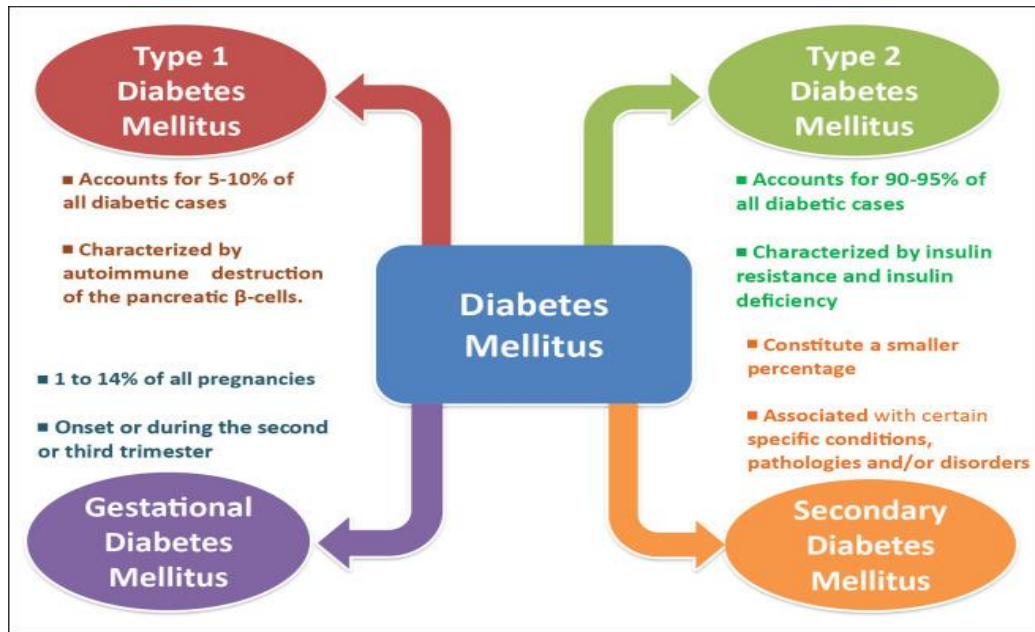 Type 1
Diabetes
Mellitus
■ Accounts for 5-10% of
all diabetic cases
■ Characterized by
autoimmune destruction
of the pancreatic β-cells.
Type 2
Diabetes
Mellitus
■ Accounts for 90-95% of
all diabetic cases
■ Characterized by insulin
resistance and insulin
deficiency
Diabetes
Mellitus
■ 1 to 14% of all pregnancies
■ Onset or during the second
or third trimester
Gestational
Diabetes
Mellitus
■ Constitute a smaller
percentage
■ Associated with certain
specific conditions,
pathologies and/or disorders
Secondary
Diabetes
Mellitus